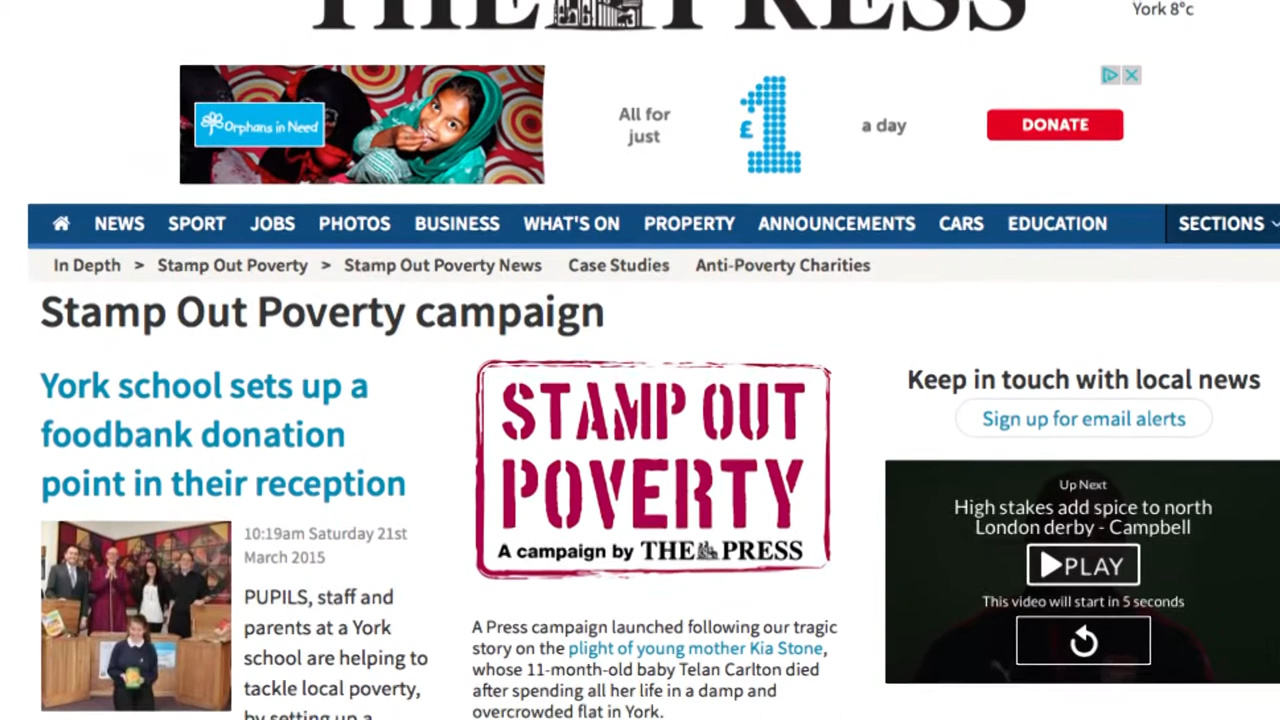 THE PRESS
York 8°c
Orphans in Need
All for
just
£1
a day
DONATE
NEWS SPORT JOBS PHOTOS BUSINESS WHAT'S ON PROPERTY ANNOUNCEMENTS CARS EDUCATION SECTIONS
In Depth > Stamp Out Poverty > Stamp Out Poverty News Case Studies Anti-Poverty Charities
Stamp Out Poverty campaign
York school sets up a
foodbank donation
point in their reception
10:19am Saturday 21st
March 2015
PUPILS, staff and
parents at a York
school are helping to
tackle local poverty,
by setting up a
STAMP OUT
POVERTY
A campaign by THE PRESS
A Press campaign launched following our tragic
story on the plight of young mother Kia Stone,
whose 11-month-old baby Telan Carlton died
after spending all her life in a damp and
overcrowded flat in York.
Keep in touch with local news
Sign up for email alerts
Up Next
High stakes add spice to north
London derby - Campbell
PLAY
This video will start in 5 seconds